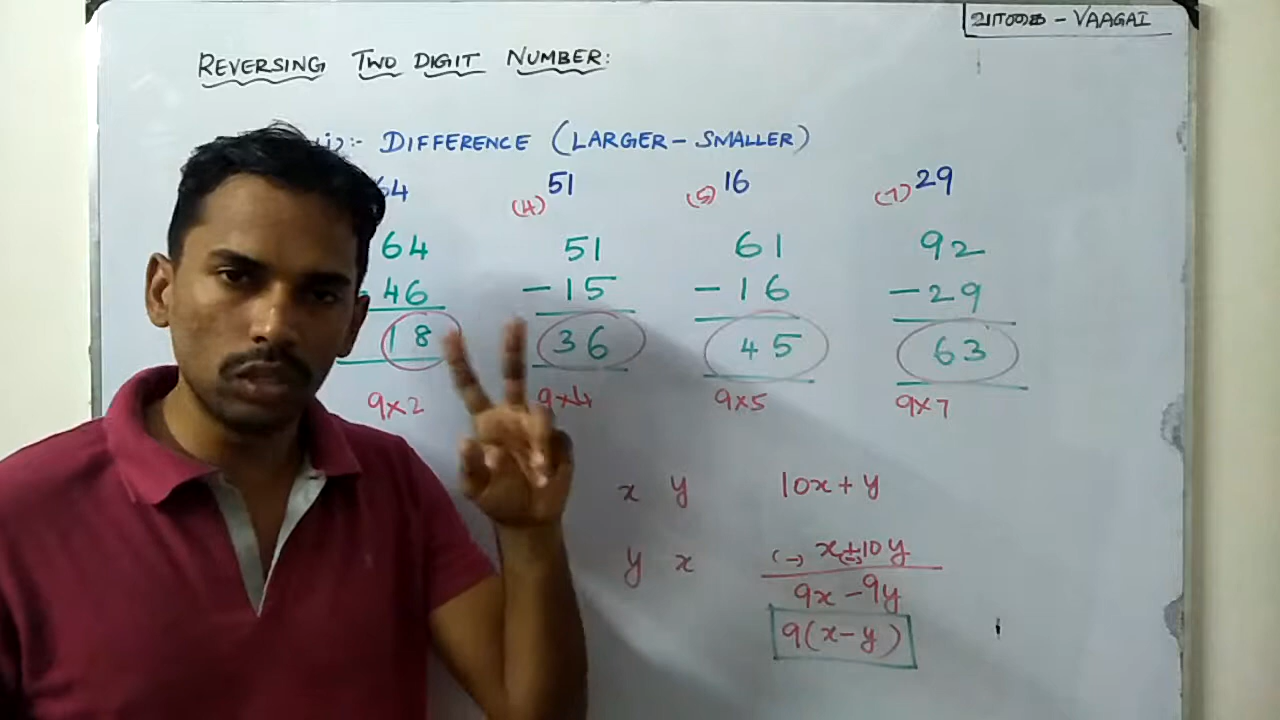 வாகை - VAAGAI
REVERSING TWO DIGIT NUMBER:
DIFFERENCE (LARGER - SMALLER)
64 51 16 29
(4) (5) (7)
64 51 61 92
- 46 - 15 - 16 - 29
18 36 45 63
9x2 9x4 9x5 9x7
x y 10x + y
y x (-) x + 10y
(-)
9x - 9y
9(x - y)